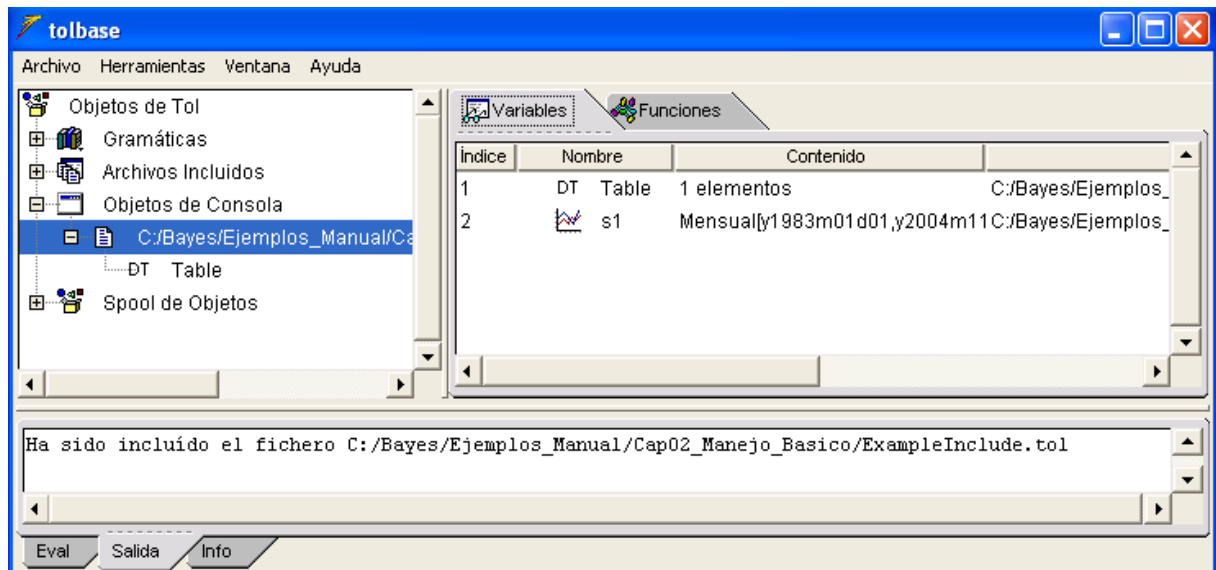 tolbase
Archivo Herramientas Ventana Ayuda
Objetos de Tol
Gramáticas
Archivos Incluidos
Objetos de Consola
C:/Bayes/Ejemplos_Manual/Ca
DT Table
Spool de Objetos
Variables Funciones
Índice Nombre Contenido
1 DT Table 1 elementos C:/Bayes/Ejemplos_
2 s1 Mensual[y1983m01d01,y2004m11C:/Bayes/Ejemplos_
Ha sido incluído el fichero C:/Bayes/Ejemplos_Manual/Cap02_Manejo_Basico/ExampleInclude.tol
Eval Salida Info